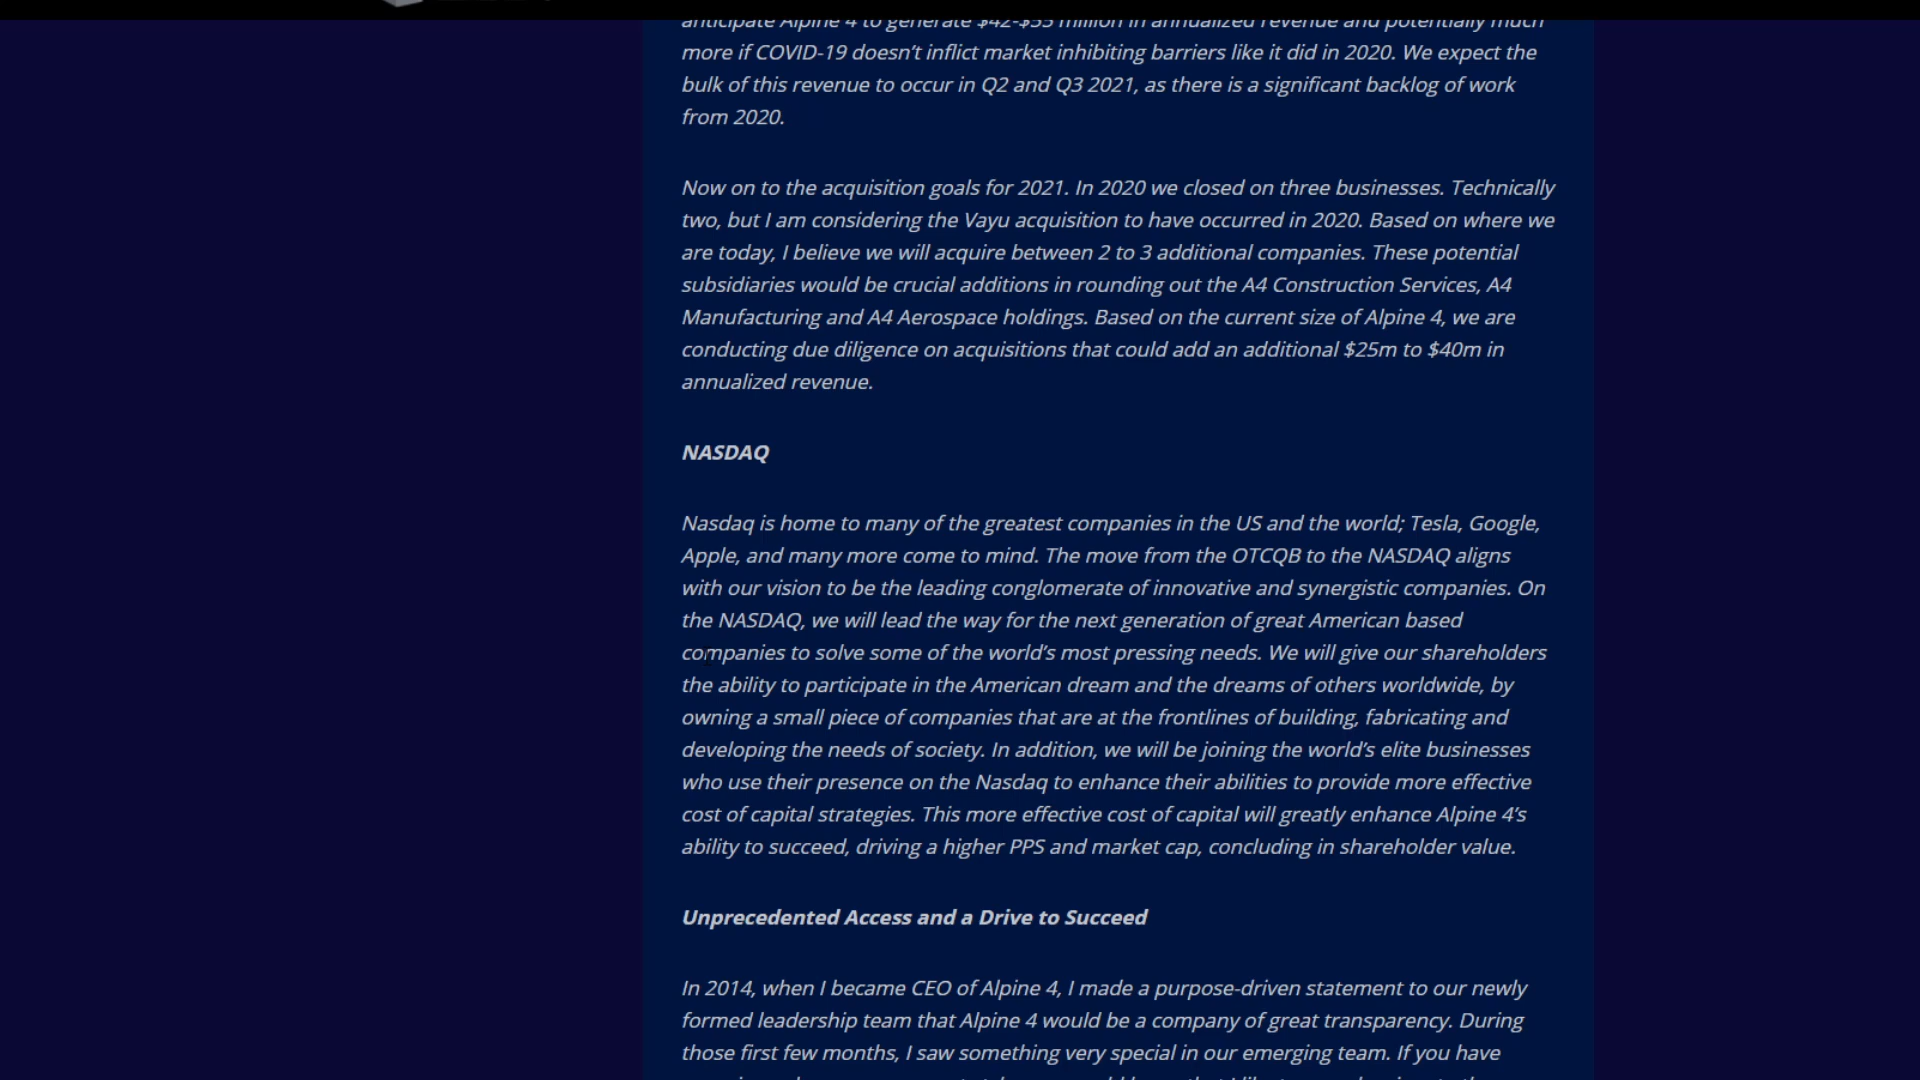 anticipate Alpine 4 to generate $42-$55 million in annualized revenue and potentially much
more if COVID-19 doesn’t inflict market inhibiting barriers like it did in 2020. We expect the
bulk of this revenue to occur in Q2 and Q3 2021, as there is a significant backlog of work
from 2020.
Now on to the acquisition goals for 2021. In 2020 we closed on three businesses. Technically
two, but I am considering the Vayu acquisition to have occurred in 2020. Based on where we
are today, I believe we will acquire between 2 to 3 additional companies. These potential
subsidiaries would be crucial additions in rounding out the A4 Construction Services, A4
Manufacturing and A4 Aerospace holdings. Based on the current size of Alpine 4, we are
conducting due diligence on acquisitions that could add an additional $25m to $40m in
annualized revenue.
NASDAQ
Nasdaq is home to many of the greatest companies in the US and the world; Tesla, Google,
Apple, and many more come to mind. The move from the OTCQB to the NASDAQ aligns
with our vision to be the leading conglomerate of innovative and synergistic companies. On
the NASDAQ, we will lead the way for the next generation of great American based
companies to solve some of the world’s most pressing needs. We will give our shareholders
the ability to participate in the American dream and the dreams of others worldwide, by
owning a small piece of companies that are at the frontlines of building, fabricating and
developing the needs of society. In addition, we will be joining the world’s elite businesses
who use their presence on the Nasdaq to enhance their abilities to provide more effective
cost of capital strategies. This more effective cost of capital will greatly enhance Alpine 4’s
ability to succeed, driving a higher PPS and market cap, concluding in shareholder value.
Unprecedented Access and a Drive to Succeed
In 2014, when I became CEO of Alpine 4, I made a purpose-driven statement to our newly
formed leadership team that Alpine 4 would be a company of great transparency. During
those first few months, I saw something very special in our emerging team. If you have